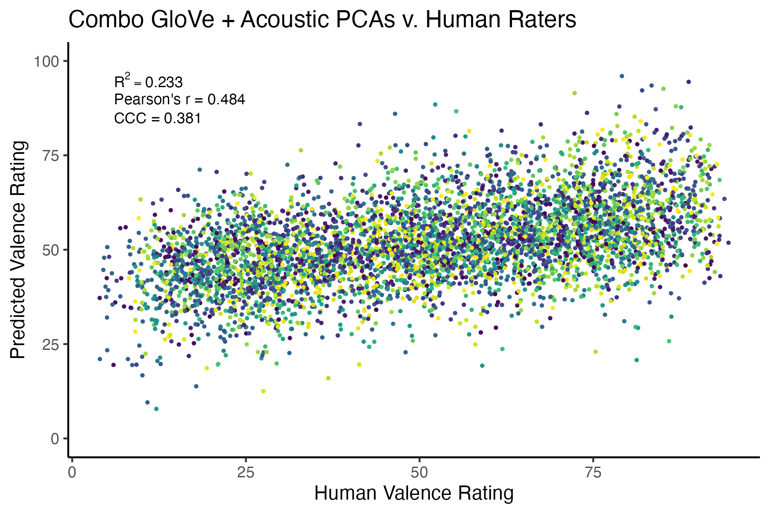 Combo GloVe + Acoustic PCAs v. Human Raters
100
R² = 0.233
Pearson's r = 0.484
CCC = 0.381
75
Predicted Valence Rating
50
25
0
0 25 50 75
Human Valence Rating